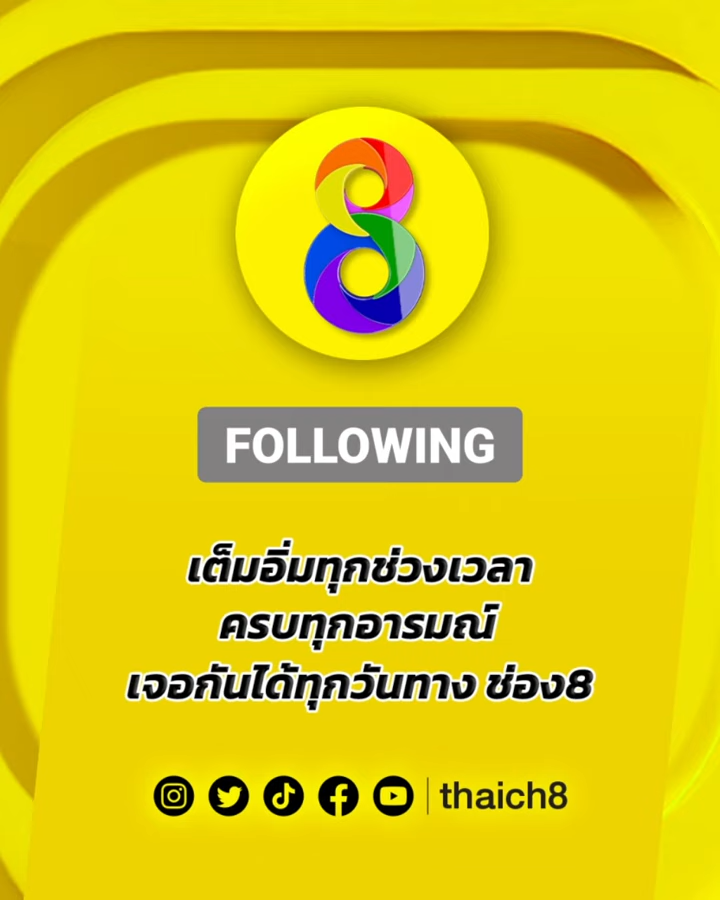 8
FOLLOWING
เต็มอิ่มทุกช่วงเวลา
ครบทุกอารมณ์
เจอกันได้ทุกวันทาง ช่อง8
thaich8